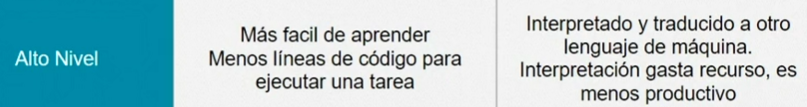 Alto Nivel
Más facil de aprender
Menos líneas de código para
ejecutar una tarea
Interpretado y traducido a otro
lenguaje de máquina.
Interpretación gasta recurso, es
menos productivo